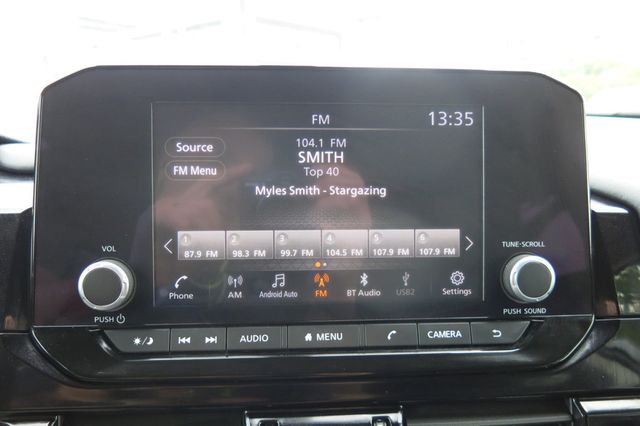 FM
13:35
Source
104.1 FM
SMITH
FM Menu
Top 40
Myles Smith - Stargazing
1 2 3 4 5 6
87.9 FM 98.3 FM 99.7 FM 104.5 FM 107.9 FM 107.9 FM
Phone AM Android Auto FM BT Audio USB2 Settings
VOL
TUNE-SCROLL
PUSH
PUSH SOUND
AUDIO MENU CAMERA